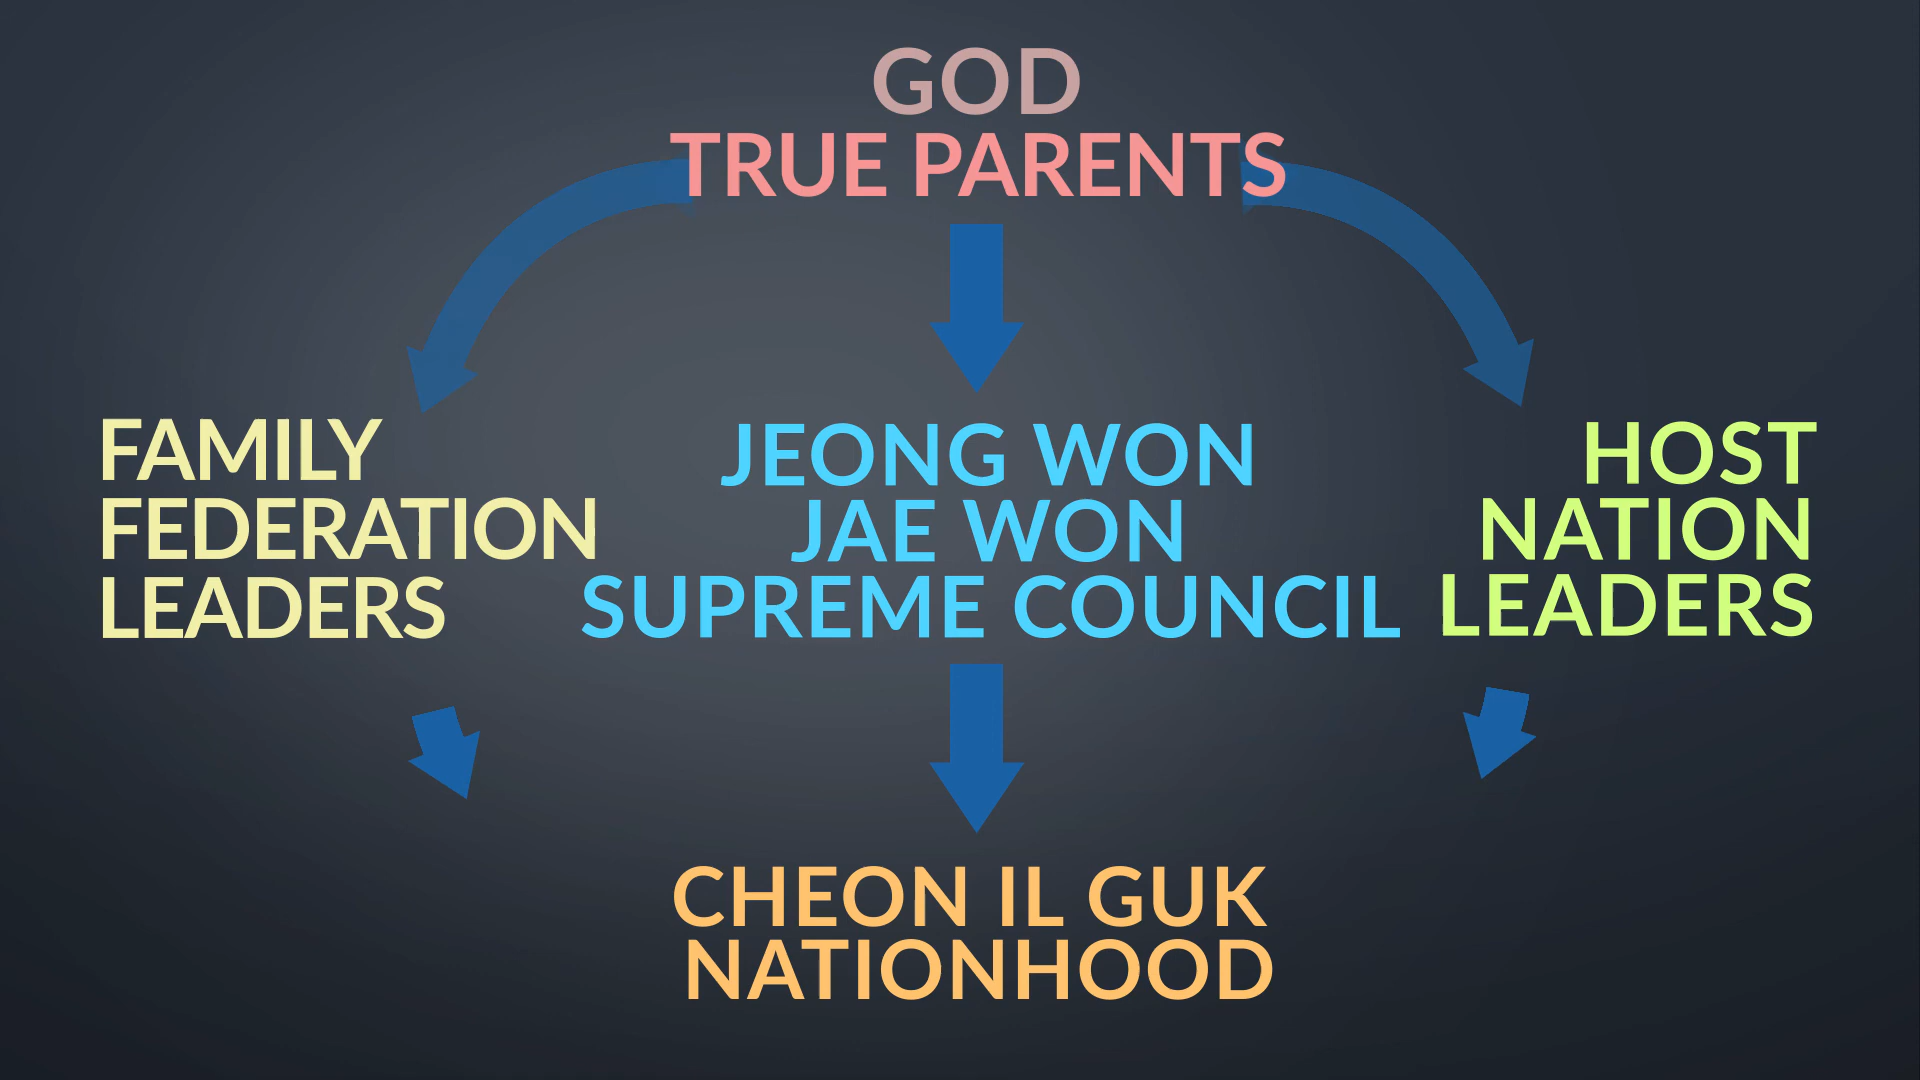 GOD
TRUE PARENTS
FAMILY
FEDERATION
LEADERS
JEONG WON
JAE WON
SUPREME COUNCIL
HOST
NATION
LEADERS
CHEON IL GUK
NATIONHOOD